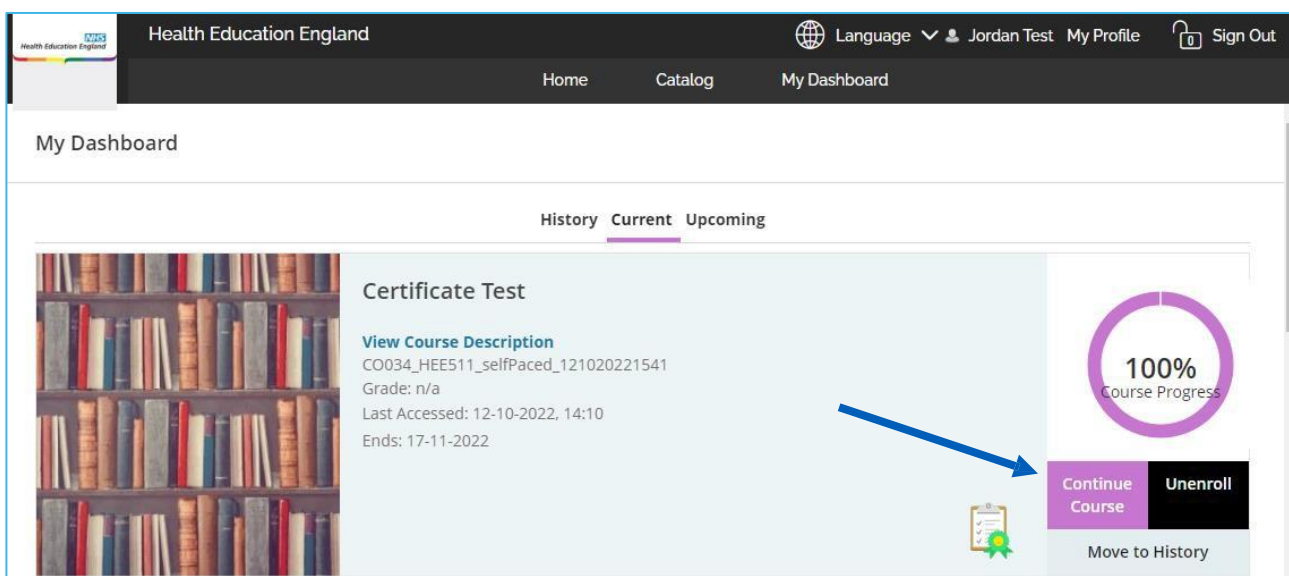 NHS
Health Education England
Health Education England
Language
Jordan Test
My Profile
0
Sign Out
Home
Catalog
My Dashboard
My Dashboard
History
Current
Upcoming
Certificate Test
View Course Description
CO034_HEE511_selfPaced_121020221541
Grade: n/a
Last Accessed: 12-10-2022, 14:10
Ends: 17-11-2022
100%
Course Progress
Continue
Course
Unenroll
Move to History